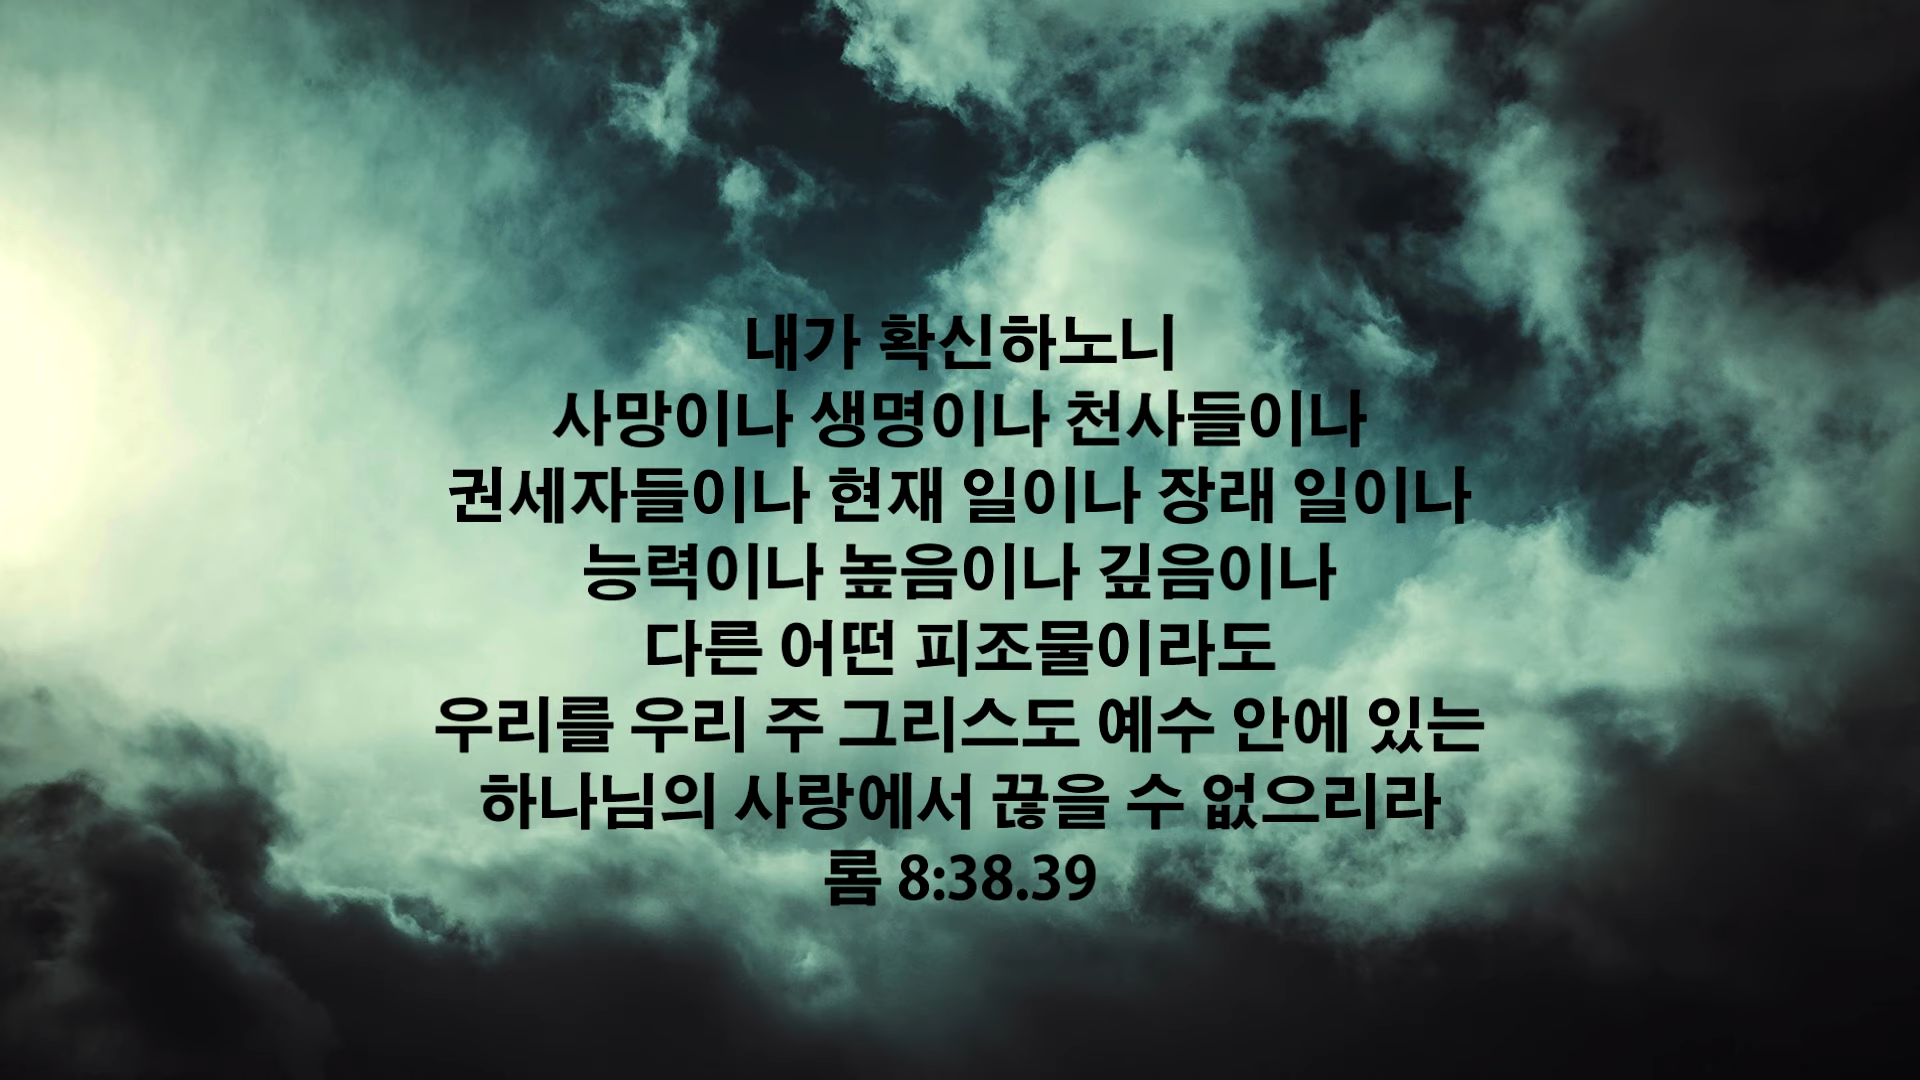 내가 확신하노니
사망이나 생명이나 천사들이나
권세자들이나 현재 일이나 장래 일이나
능력이나 높음이나 깊음이나
다른 어떤 피조물이라도
우리를 우리 주 그리스도 예수 안에 있는
하나님의 사랑에서 끊을 수 없으리라
롬 8:38.39